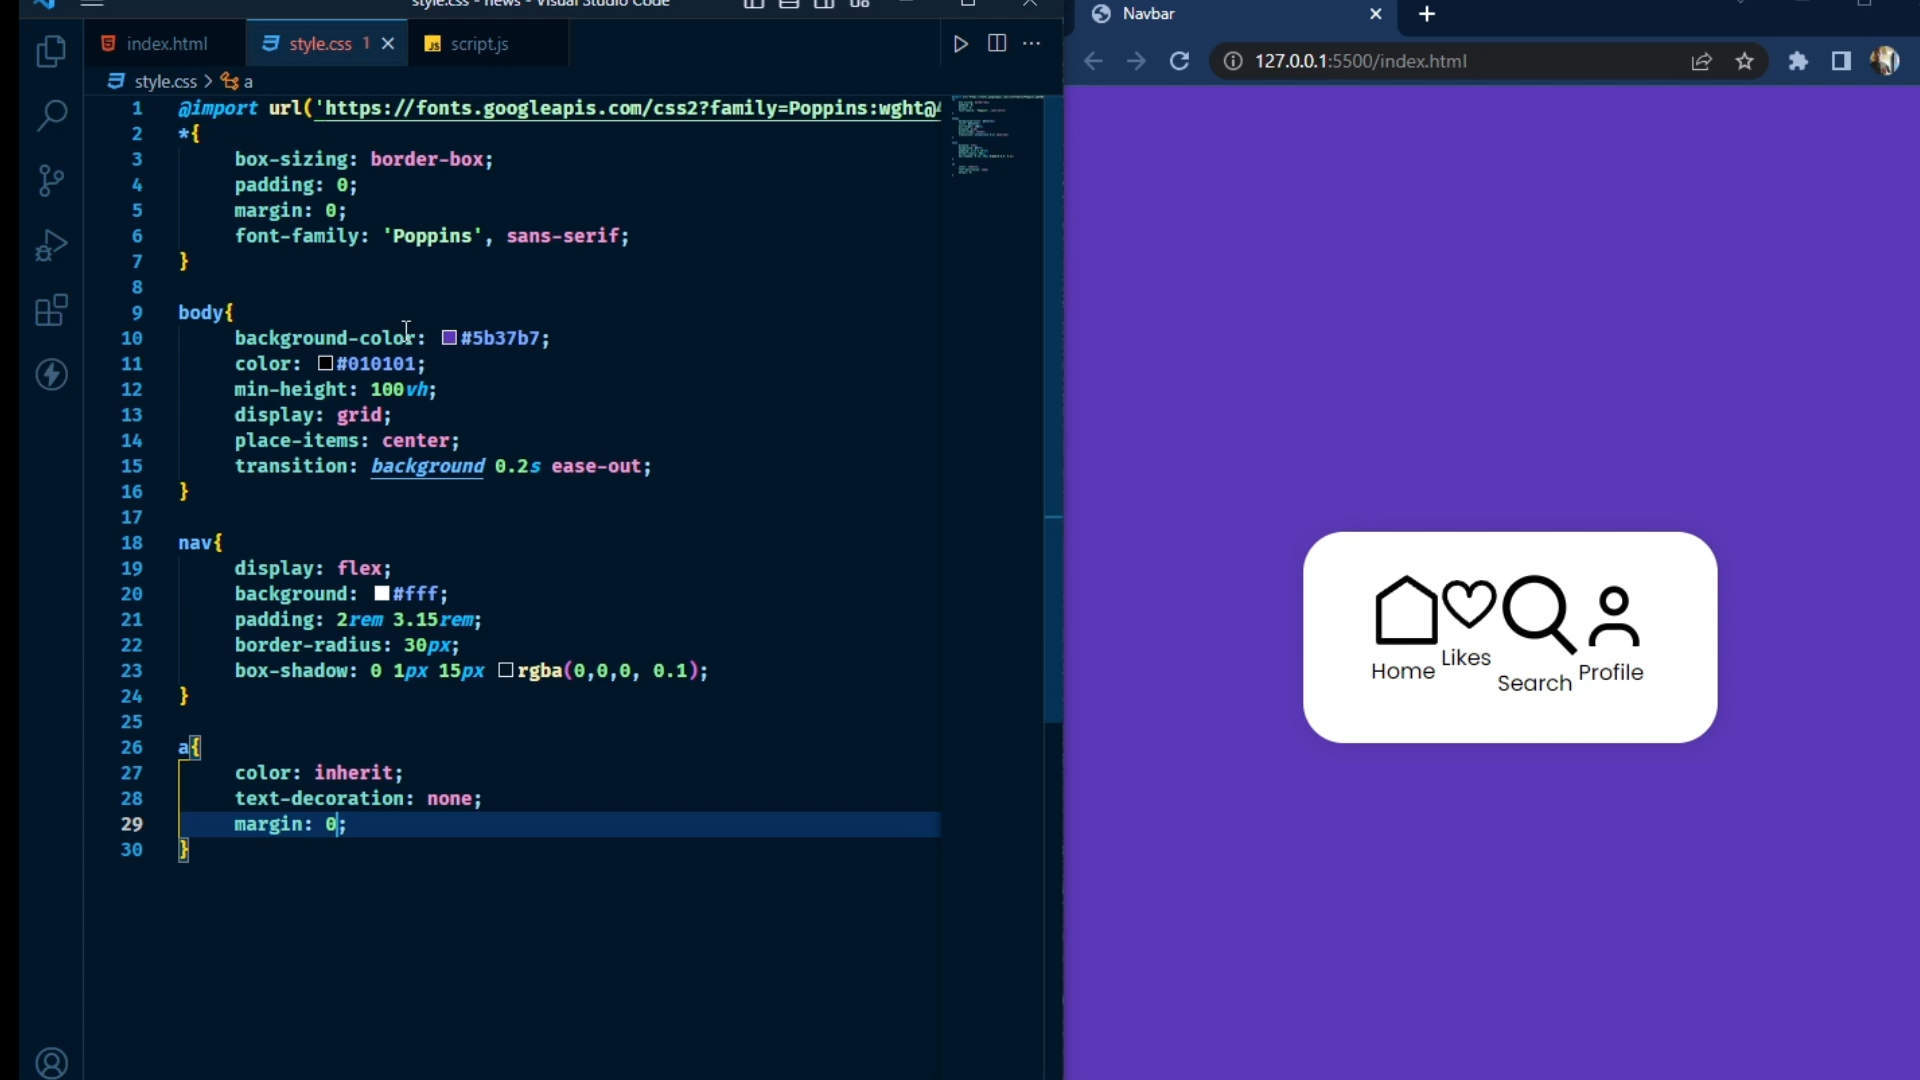 style.css - news - Visual Studio Code
index.html
style.css 1
script.js
style.css > a
1 @import url('https://fonts.googleapis.com/css2?family=Poppins:wght@
2 *{
3 box-sizing: border-box;
4 padding: 0;
5 margin: 0;
6 font-family: 'Poppins', sans-serif;
7 }
8
9 body{
10 background-color: #5b37b7;
11 color: #010101;
12 min-height: 100vh;
13 display: grid;
14 place-items: center;
15 transition: background 0.2s ease-out;
16 }
17
18 nav{
19 display: flex;
20 background: #fff;
21 padding: 2rem 3.15rem;
22 border-radius: 30px;
23 box-shadow: 0 1px 15px rgba(0,0,0, 0.1);
24 }
25
26 a{
27 color: inherit;
28 text-decoration: none;
29 margin: 0;
30 }
Navbar
127.0.0.1:5500/index.html
Home
Likes
Search
Profile